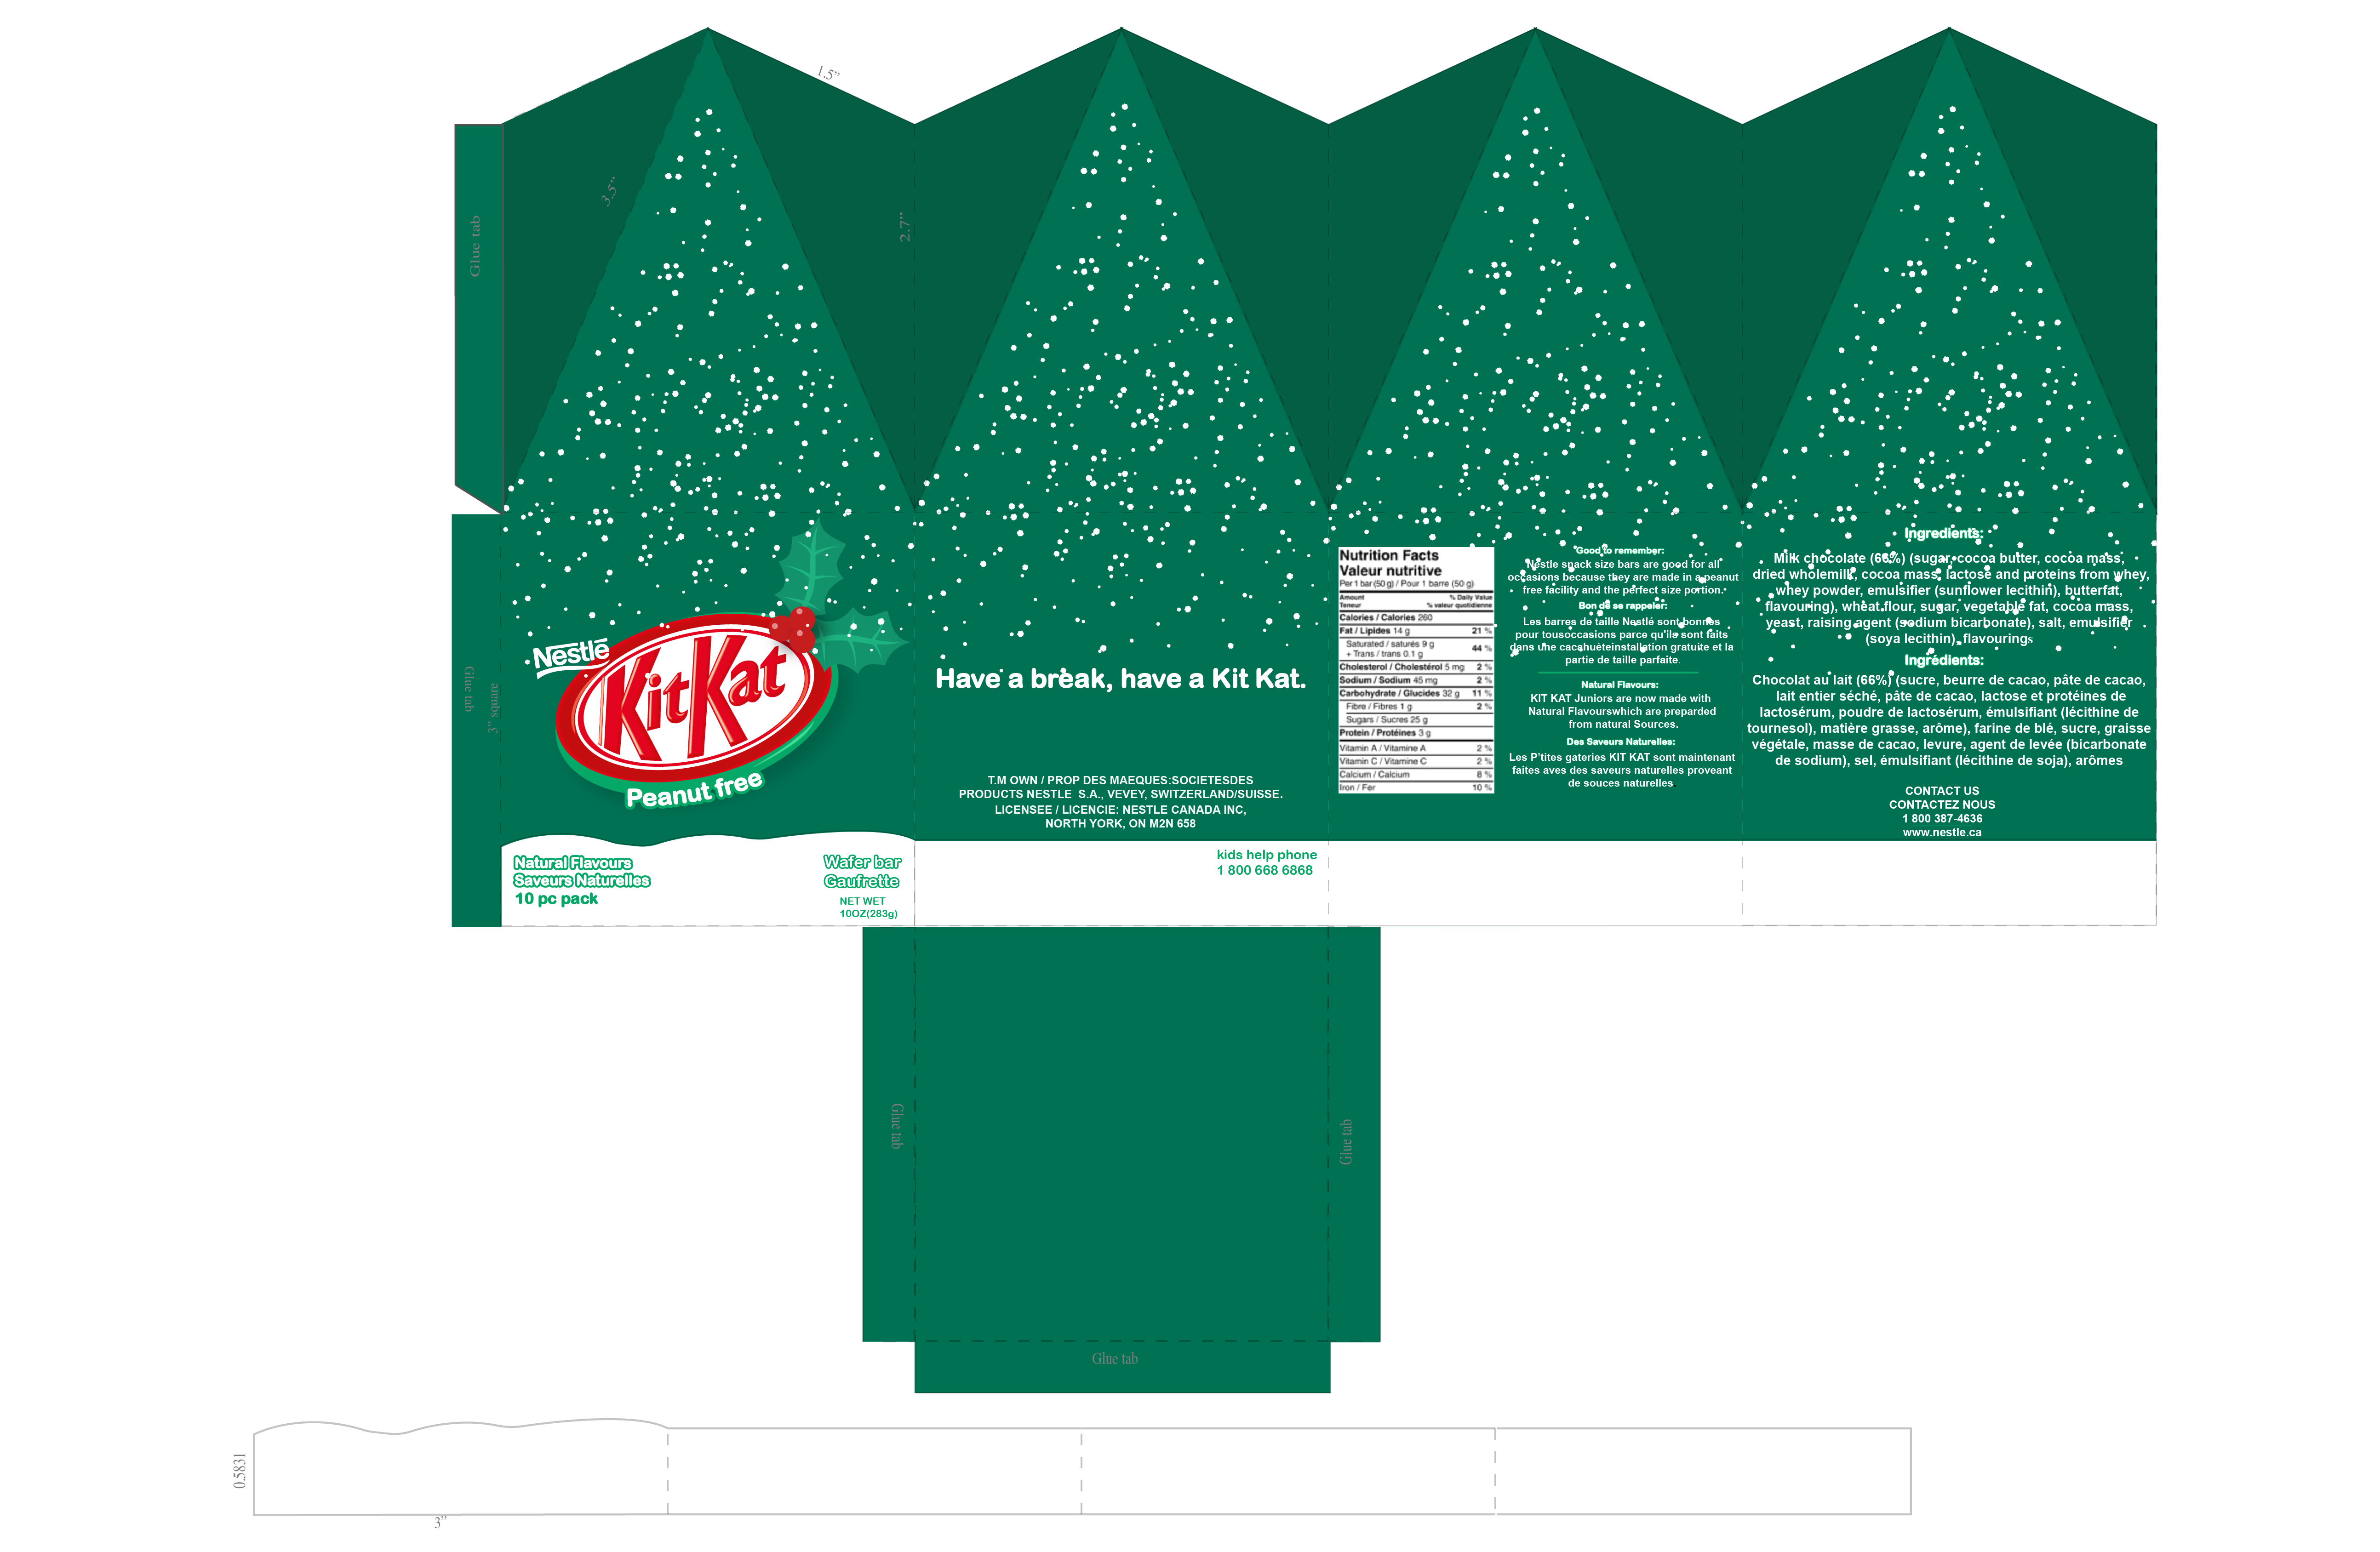 1.5”
3.5”
2.7”
Glue tab
Glue tab
3” square
Nestlé
KitKat
Peanut free
Natural Flavours
Saveurs Naturelles
10 pc pack
Wafer bar
Gaufrette
NET WET
10OZ(283g)
Have a break, have a Kit Kat.
T.M OWN / PROP DES MAEQUES:SOCIETESDES
PRODUCTS NESTLE S.A., VEVEY, SWITZERLAND/SUISSE.
LICENSEE / LICENCIE: NESTLE CANADA INC,
NORTH YORK, ON M2N 658
kids help phone
1 800 668 6868
Nutrition Facts
Valeur nutritive
Per 1 bar (50 g) / Pour 1 barre (50 g)
Amount % Daily Value
Teneur % valeur quotidienne
Calories / Calories 260
Fat / Lipides 14 g 21 %
Saturated / saturés 9 g
+ Trans / trans 0.1 g 44 %
Cholesterol / Cholestérol 5 mg 2 %
Sodium / Sodium 45 mg 2 %
Carbohydrate / Glucides 32 g 11 %
Fibre / Fibres 1 g 2 %
Sugars / Sucres 25 g
Protein / Protéines 3 g
Vitamin A / Vitamine A 2 %
Vitamin C / Vitamine C 2 %
Calcium / Calcium 8 %
Iron / Fer 10 %
Good to remember:
Nestle snack size bars are good for all
occasions because they are made in a peanut
free facility and the perfect size portion.
Bon de se rappeler:
Les barres de taille Nestlé sont bonnes
pour tousoccasions parce qu'ils sont faits
dans une cacahuèteinstallation gratuite et la
partie de taille parfaite.
Natural Flavours:
KIT KAT Juniors are now made with
Natural Flavourswhich are preparded
from natural Sources.
Des Saveurs Naturelles:
Les P'tites gateries KIT KAT sont maintenant
faites aves des saveurs naturelles proveant
de souces naturelles
Ingredients:
Milk chocolate (66%) (sugar, cocoa butter, cocoa mass,
dried wholemilk, cocoa mass, lactose and proteins from whey,
whey powder, emulsifier (sunflower lecithin), butterfat,
flavouring), wheat flour, sugar, vegetable fat, cocoa mass,
yeast, raising agent (sodium bicarbonate), salt, emulsifier
(soya lecithin), flavourings
Ingrédients:
Chocolat au lait (66%) (sucre, beurre de cacao, pâte de cacao,
lait entier séché, pâte de cacao, lactose et protéines de
lactosérum, poudre de lactosérum, émulsifiant (lécithine de
tournesol), matière grasse, arôme), farine de blé, sucre, graisse
végétale, masse de cacao, levure, agent de levée (bicarbonate
de sodium), sel, émulsifiant (lécithine de soja), arômes
CONTACT US
CONTACTEZ NOUS
1 800 387-4636
www.nestle.ca
Glue tab
Glue tab
Glue tab
0.5831
3”